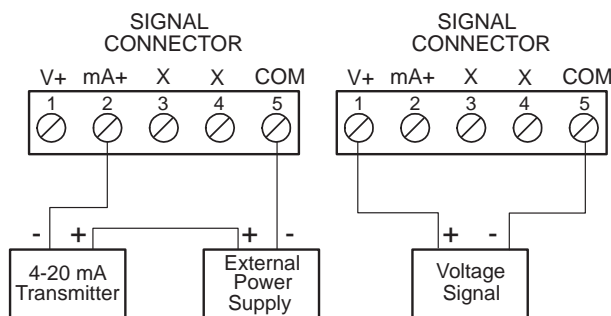 SIGNAL
CONNECTOR
V+ mA+ X X COM
1 2 3 4 5
- + + -
4-20 mA
Transmitter
External
Power
Supply
SIGNAL
CONNECTOR
V+ mA+ X X COM
1 2 3 4 5
+ -
Voltage
Signal